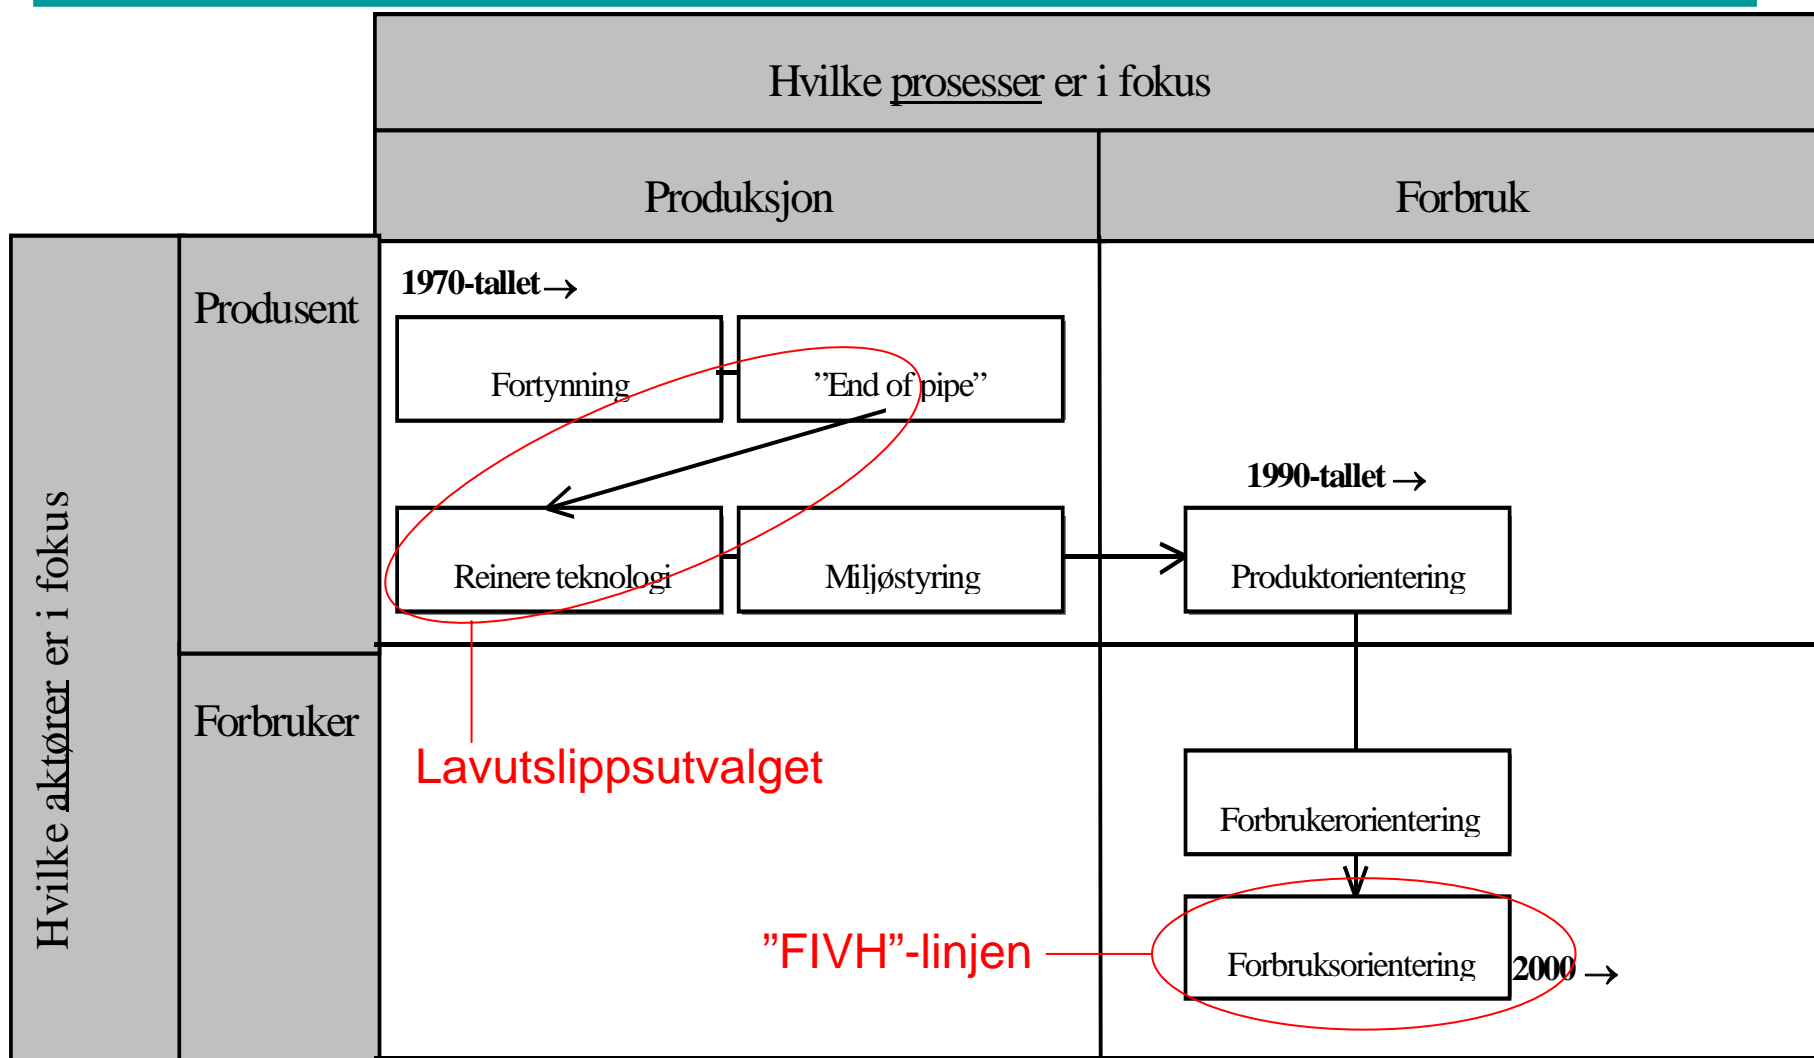 Hvilke prosesser er i fokus
Produksjon
Forbruk
Hvilke aktører er i fokus
Produsent
1970-tallet →
Fortynning
”End of pipe”
1990-tallet →
Reinere teknologi
Miljøstyring
Produktorientering
Forbruker
Lavutslippsutvalget
Forbrukerorientering
”FIVH”-linjen
Forbruksorientering
2000 →